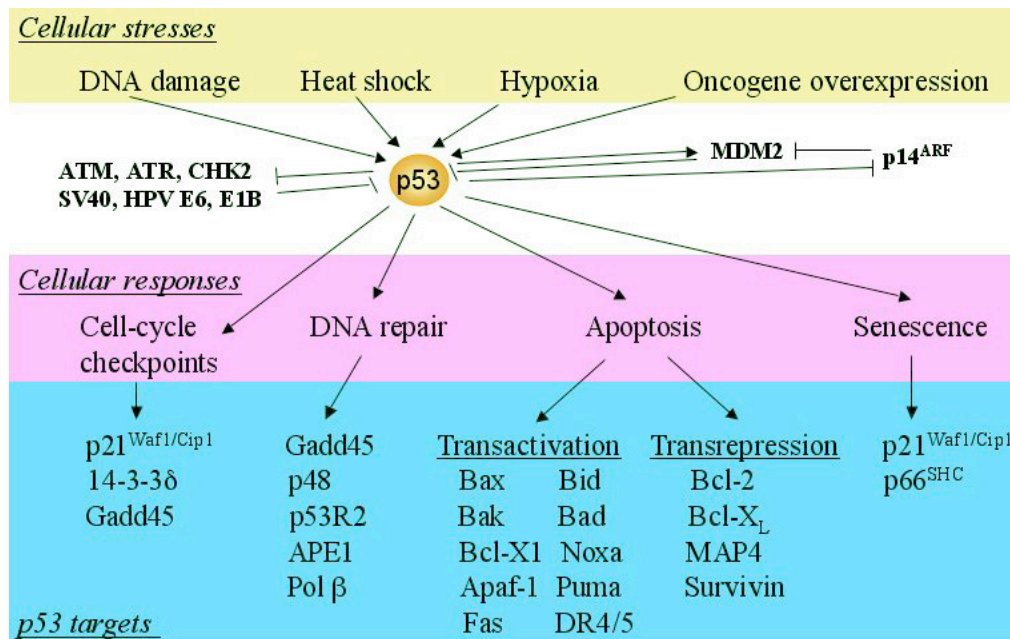 Cellular stresses
DNA damage Heat shock Hypoxia Oncogene overexpression
ATM, ATR, CHK2
SV40, HPV E6, E1B
p53
MDM2
p14ARF
Cellular responses
Cell-cycle
checkpoints
DNA repair
Apoptosis
Senescence
p21Waf1/Cip1
14-3-3δ
Gadd45
Gadd45
p48
p53R2
APE1
Pol β
Transactivation
Bax Bid
Bak Bad
Bcl-X1 Noxa
Apaf-1 Puma
Fas DR4/5
Transrepression
Bcl-2
Bcl-XL
MAP4
Survivin
p21Waf1/Cip1
p66SHC
p53 targets